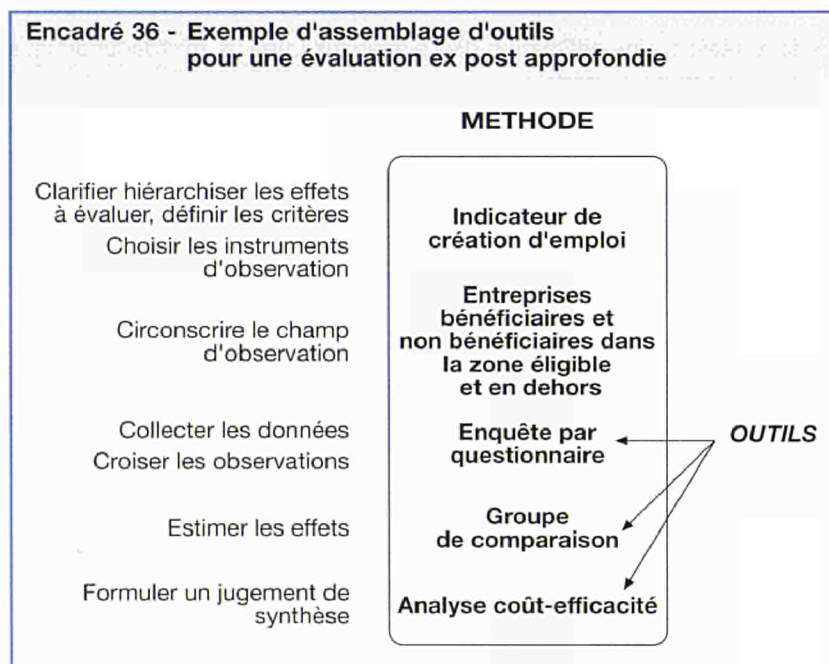 Encadré 36 - Exemple d'assemblage d'outils
pour une évaluation ex post approfondie
METHODE
Clarifier hiérarchiser les effets
à évaluer, définir les critères
Choisir les instruments
d'observation
Indicateur de
création d'emploi
Circonscrire le champ
d'observation
Entreprises
bénéficiaires et
non bénéficiaires dans
la zone éligible
et en dehors
Collecter les données
Croiser les observations
Enquête par
questionnaire
OUTILS
Estimer les effets
Groupe
de comparaison
Formuler un jugement de
synthèse
Analyse coût-efficacité